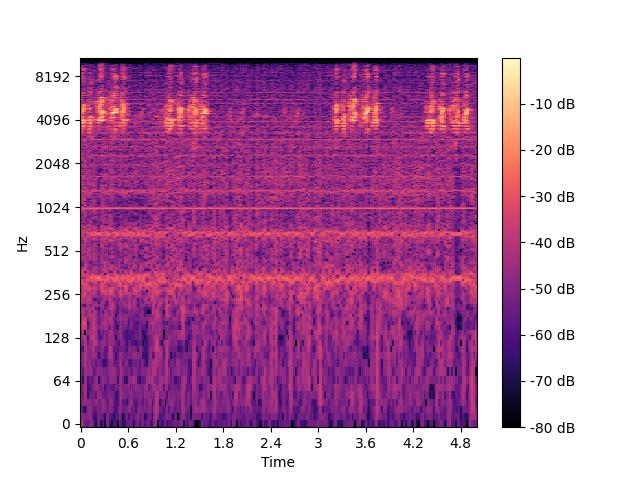 8192
4096
2048
1024
512
256
128
64
0
Hz
0 0.6 1.2 1.8 2.4 3 3.6 4.2 4.8
Time
-10 dB
-20 dB
-30 dB
-40 dB
-50 dB
-60 dB
-70 dB
-80 dB